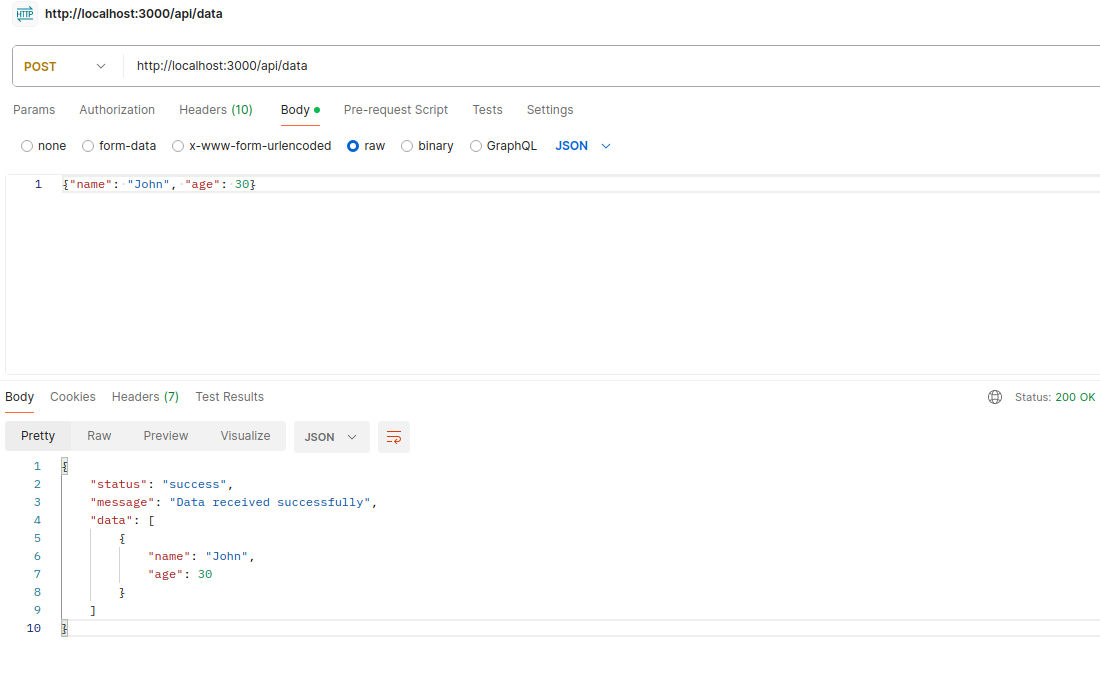 HTTP http://localhost:3000/api/data
POST http://localhost:3000/api/data
Params Authorization Headers (10) Body Pre-request Script Tests Settings
none form-data x-www-form-urlencoded raw binary GraphQL JSON
1 {"name": "John", "age": 30}
Body Cookies Headers (7) Test Results Status: 200 OK
Pretty Raw Preview Visualize JSON
1 {
2 "status": "success",
3 "message": "Data received successfully",
4 "data": [
5 {
6 "name": "John",
7 "age": 30
8 }
9 ]
10 }